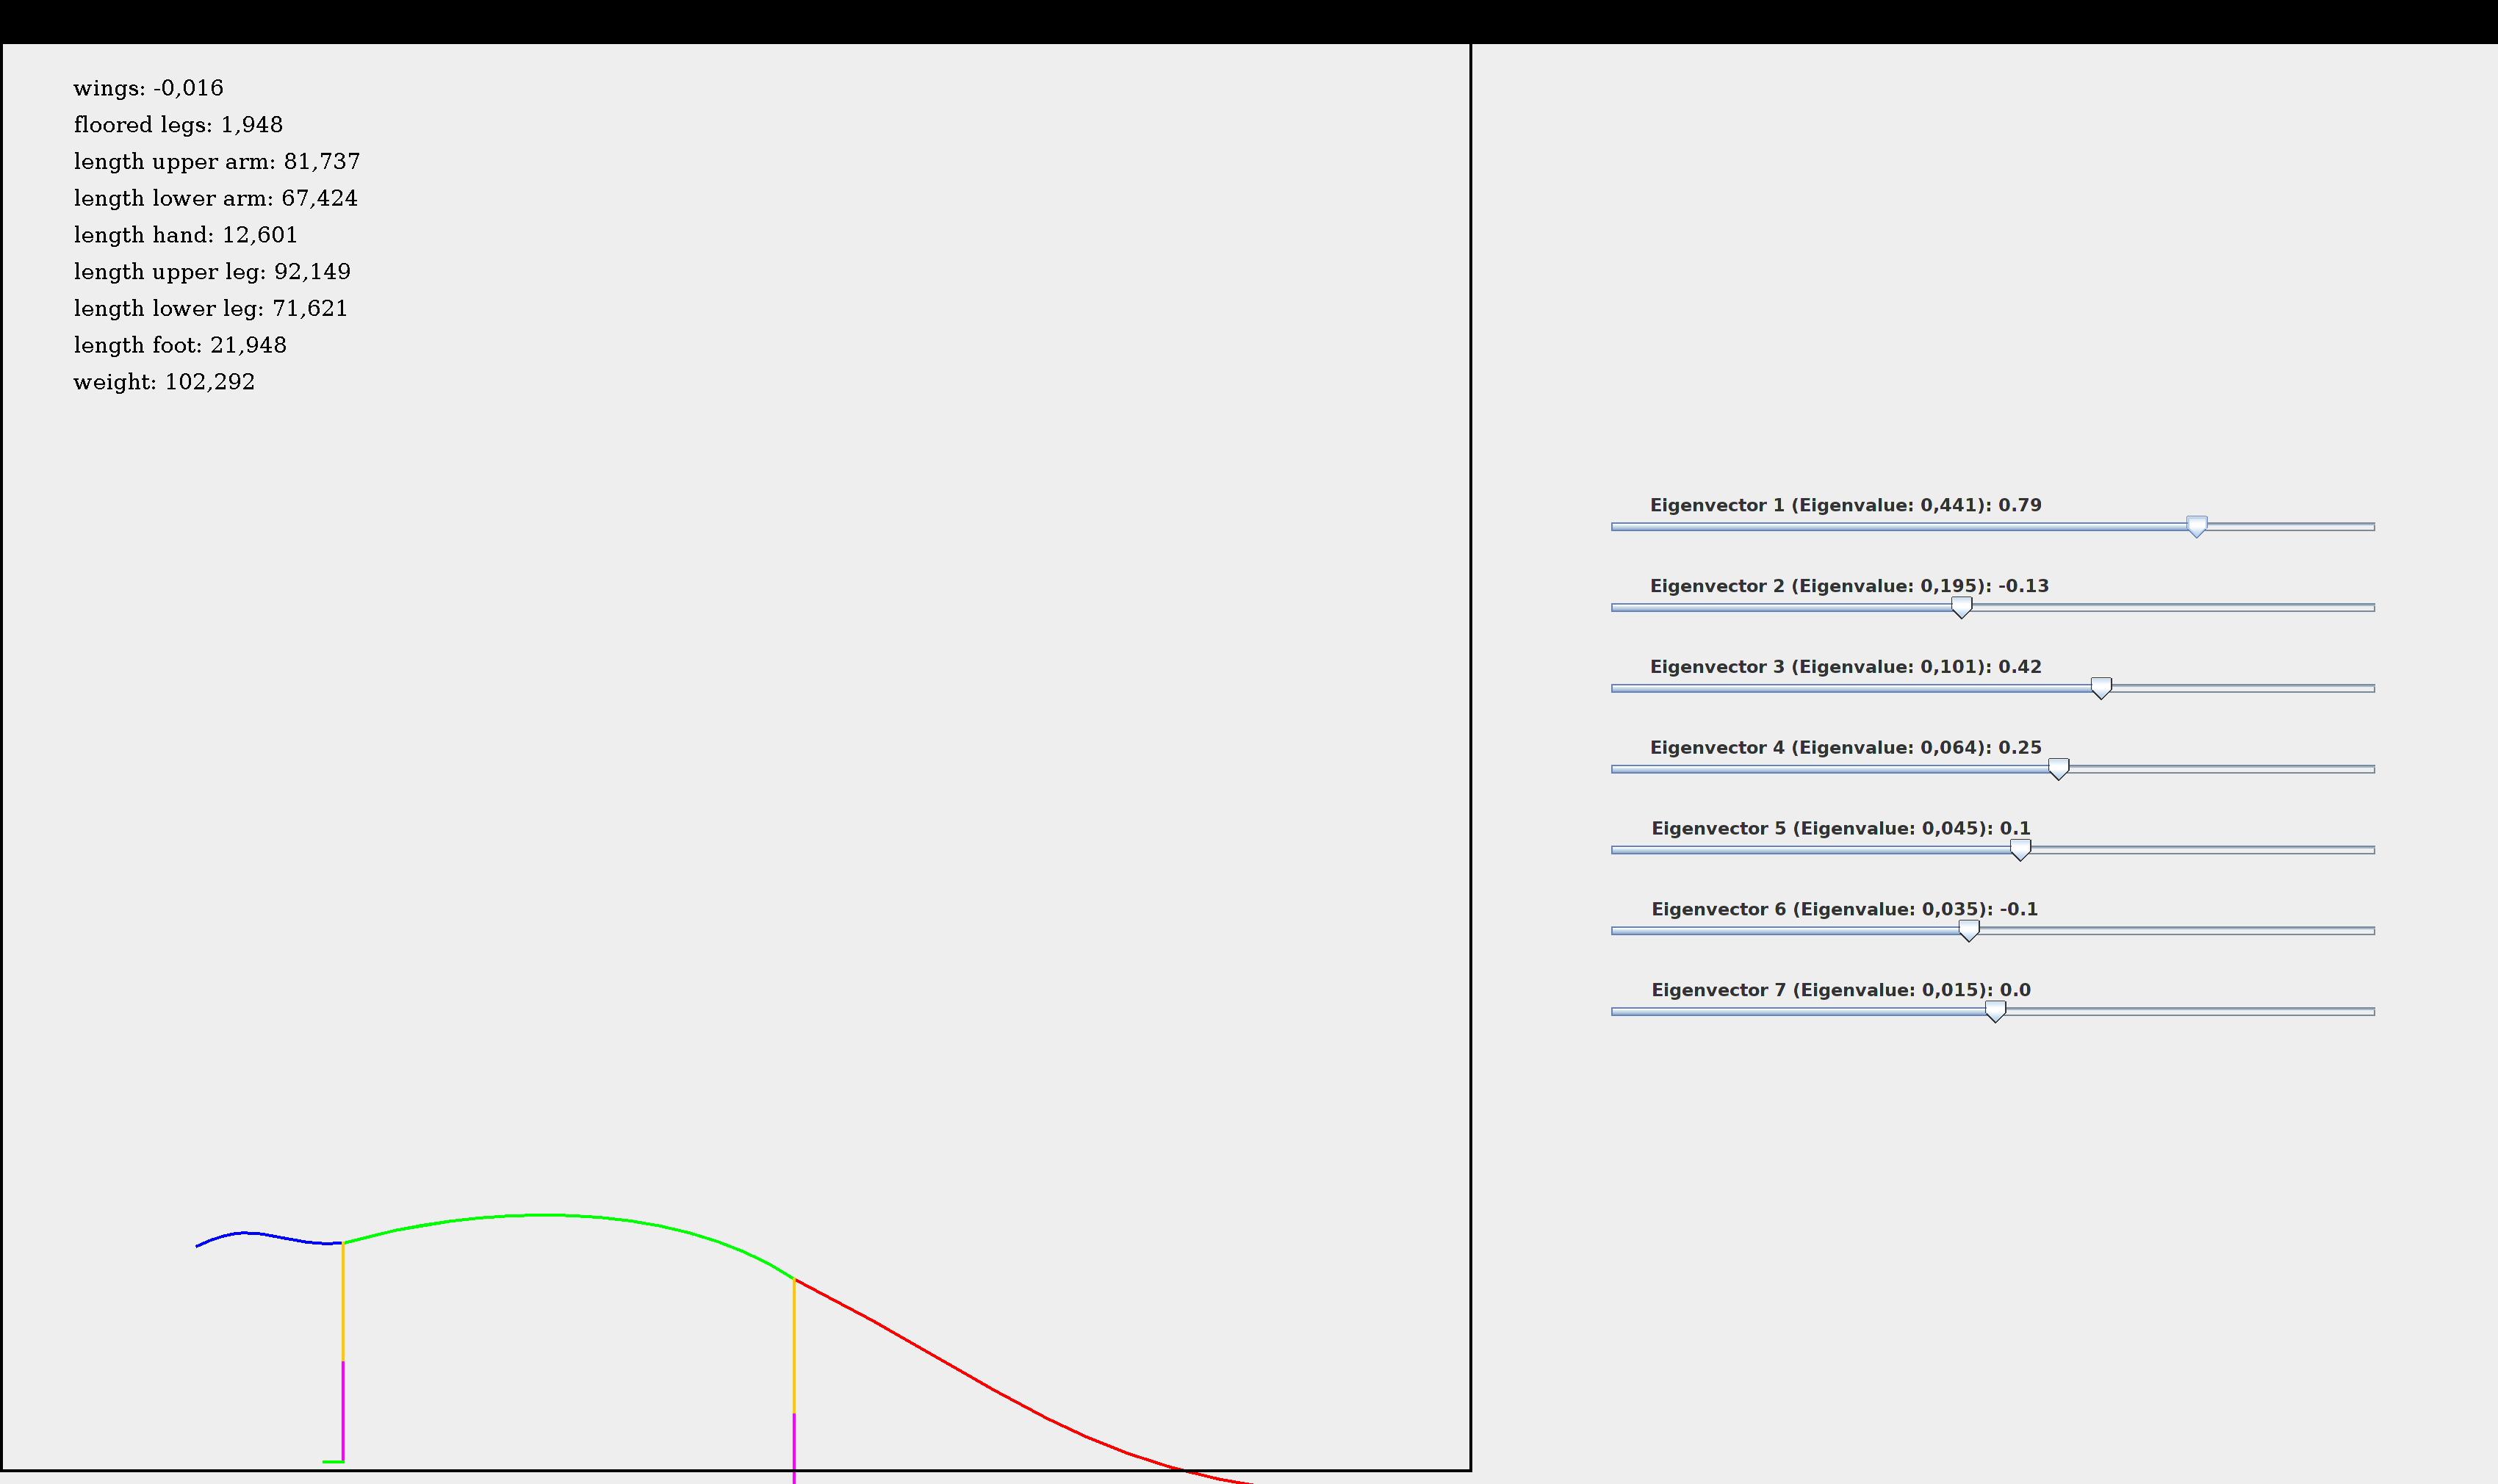 wings: -0,016
floored legs: 1,948
length upper arm: 81,737
length lower arm: 67,424
length hand: 12,601
length upper leg: 92,149
length lower leg: 71,621
length foot: 21,948
weight: 102,292
Eigenvector 1 (Eigenvalue: 0,441): 0.79
Eigenvector 2 (Eigenvalue: 0,195): -0.13
Eigenvector 3 (Eigenvalue: 0,101): 0.42
Eigenvector 4 (Eigenvalue: 0,064): 0.25
Eigenvector 5 (Eigenvalue: 0,045): 0.1
Eigenvector 6 (Eigenvalue: 0,035): -0.1
Eigenvector 7 (Eigenvalue: 0,015): 0.0